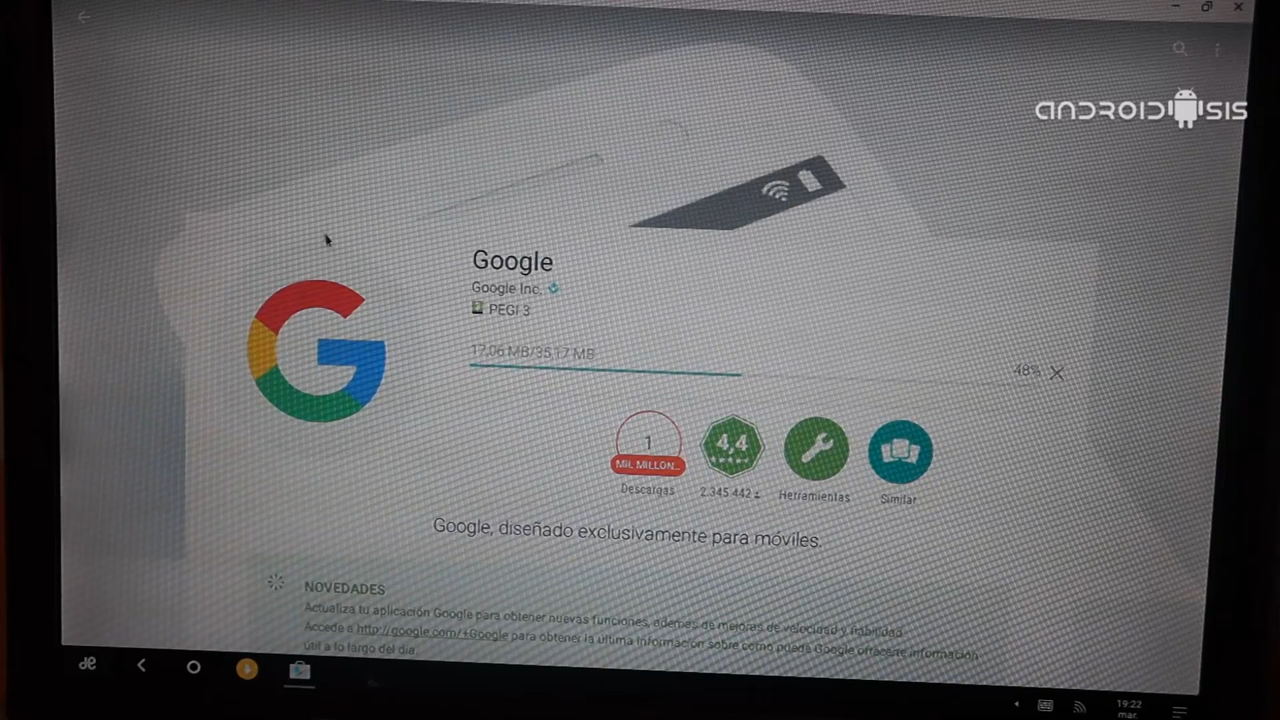 ANDROIDSIS
Google
Google Inc.
PEGI 3
17,06 MB/35,17 MB
48%
1
MIL MILLON...
Descargas
4,4
2.345.442
Herramientas
Similar
Google, diseñado exclusivamente para móviles.
NOVEDADES
Actualiza tu aplicación Google para obtener nuevas funciones, además de mejoras de velocidad y fiabilidad.
Accede a http://google.com/+Google para obtener la última información sobre cómo puede Google ofrecerte información
útil a lo largo del día.
19:22
mar.